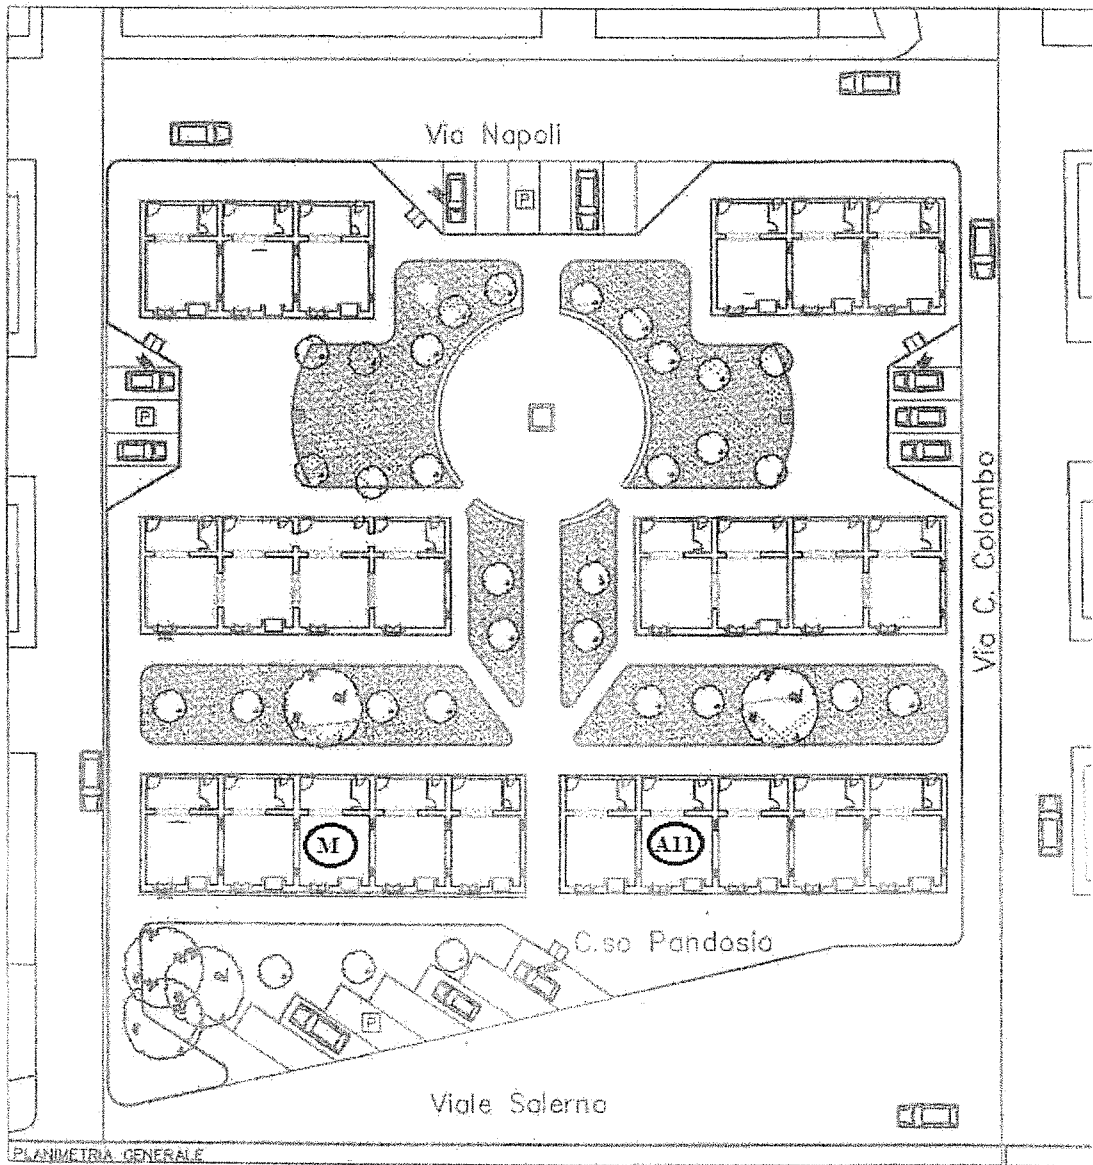 Via Napoli
P
P
Via C. Colombo
M
A11
C.so Pandosia
P
Viale Salerno
PLANIMETRIA GENERALE